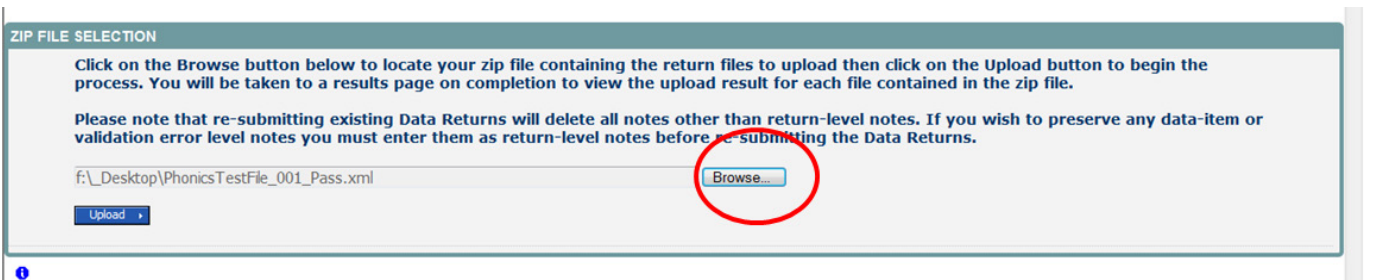 ZIP FILE SELECTION
Click on the Browse button below to locate your zip file containing the return files to upload then click on the Upload button to begin the
process. You will be taken to a results page on completion to view the upload result for each file contained in the zip file.
Please note that re-submitting existing Data Returns will delete all notes other than return-level notes. If you wish to preserve any data-item or
validation error level notes you must enter them as return-level notes before re-submitting the Data Returns.
f:\_Desktop\PhonicsTestFile_001_Pass.xml Browse...
Upload